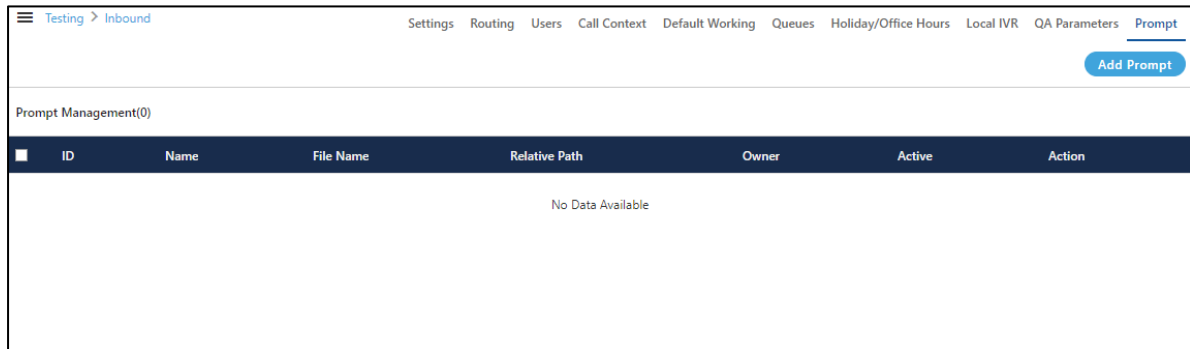 Testing > Inbound
Settings Routing Users Call Context Default Working Queues Holiday/Office Hours Local IVR QA Parameters Prompt
Add Prompt
Prompt Management(0)
ID Name File Name Relative Path Owner Active Action
No Data Available